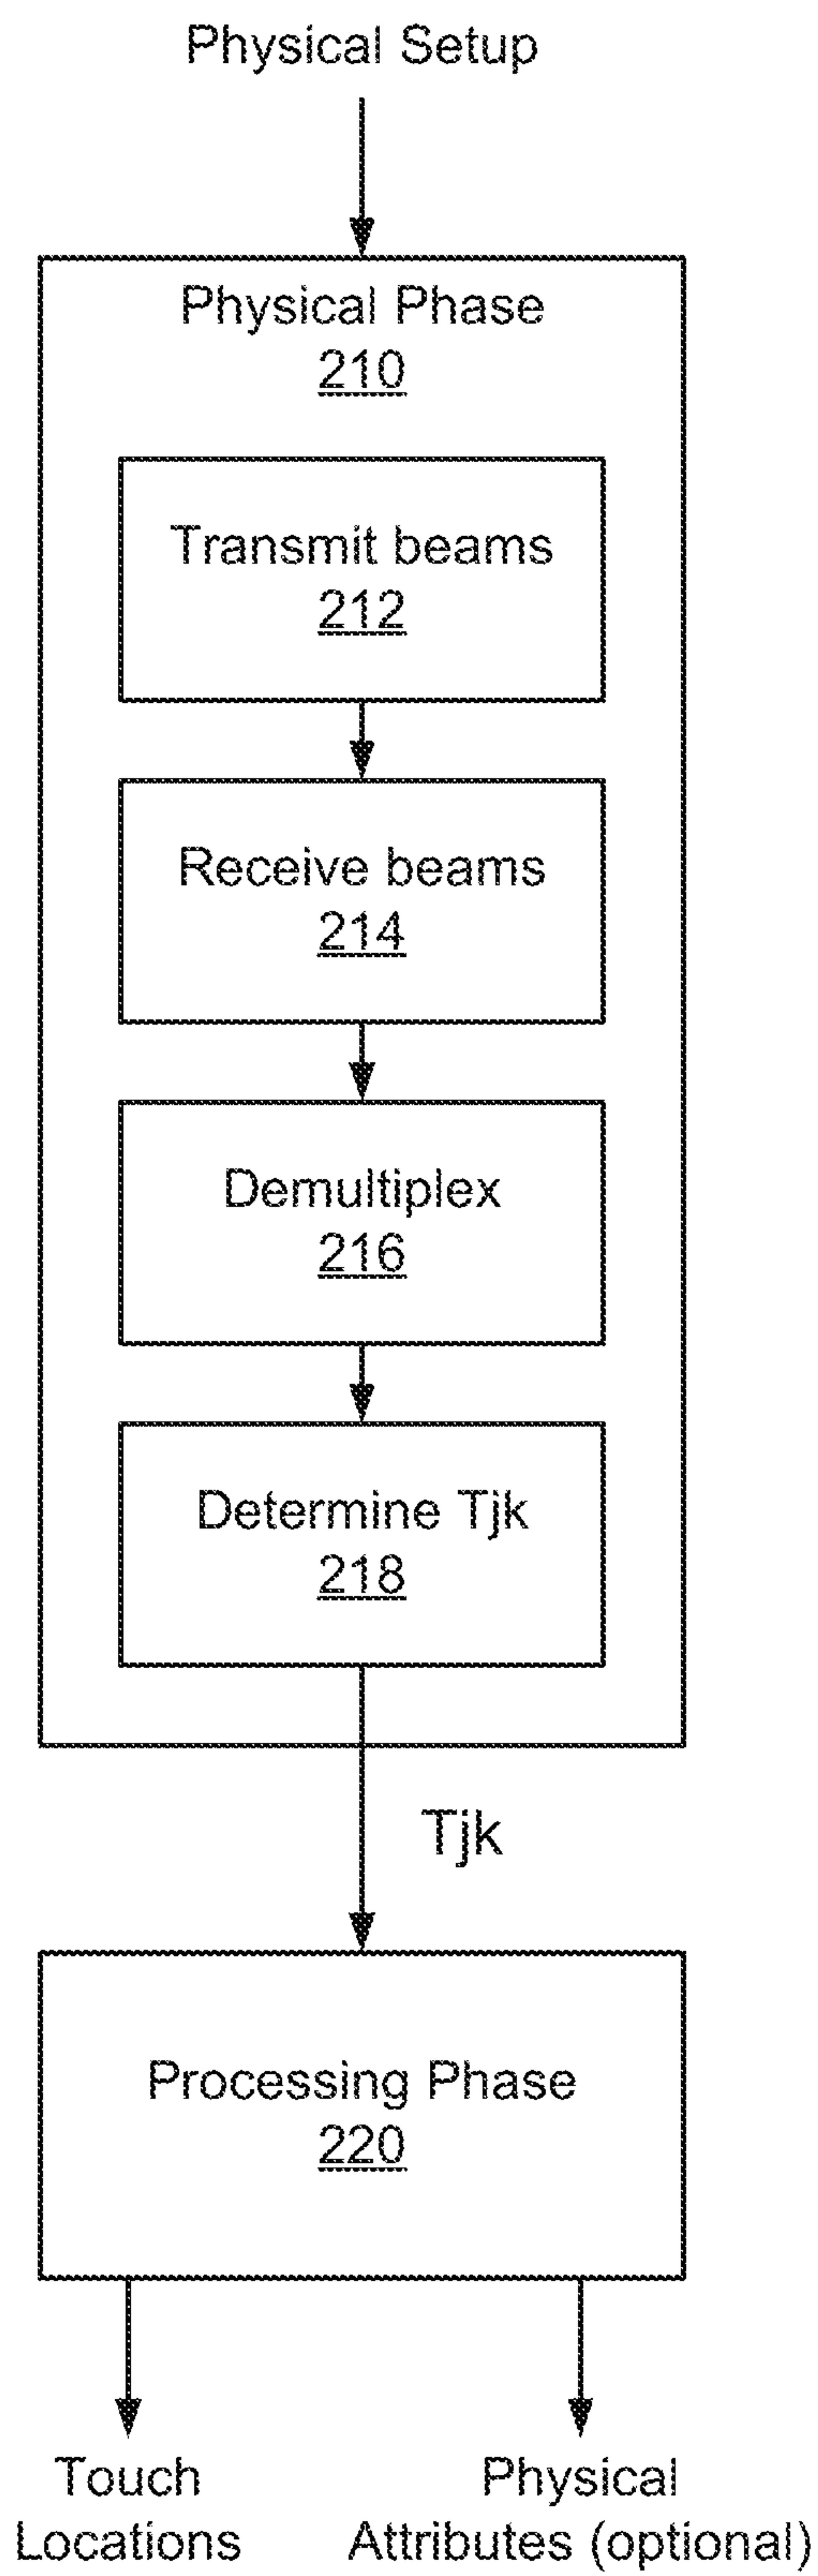 Physical Setup
Physical Phase
210
Transmit beams
212
Receive beams
214
Demultiplex
216
Determine Tjk
218
Tjk
Processing Phase
220
Touch
Locations
Physical
Attributes (optional)